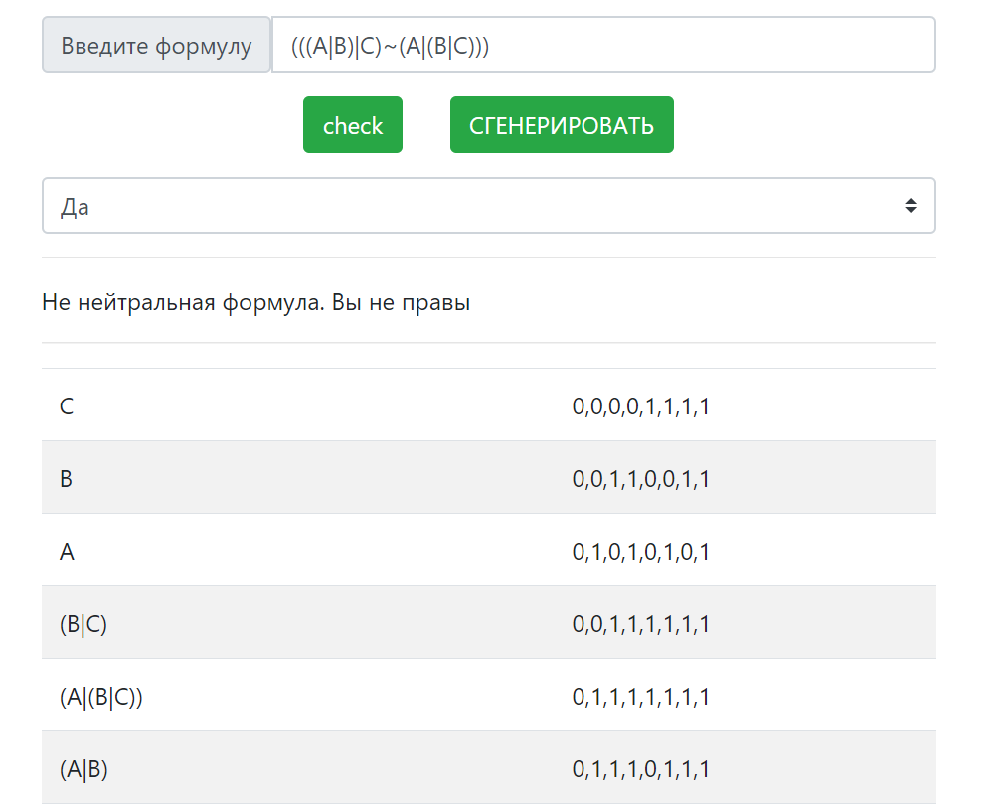 Введите формулу (((A|B)|C)~(A|(B|C)))
check СГЕНЕРИРОВАТЬ
Да
Не нейтральная формула. Вы не правы
C 0,0,0,0,1,1,1,1
B 0,0,1,1,0,0,1,1
A 0,1,0,1,0,1,0,1
(B|C) 0,0,1,1,1,1,1,1
(A|(B|C)) 0,1,1,1,1,1,1,1
(A|B) 0,1,1,1,0,1,1,1